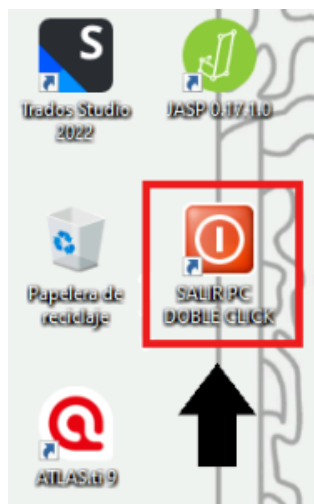 S
Trados Studio
2022
JASP 0.17.1.0
Papelera de
reciclaje
SALIR PC
DOBLE CLICK
ATLAS.ti 9